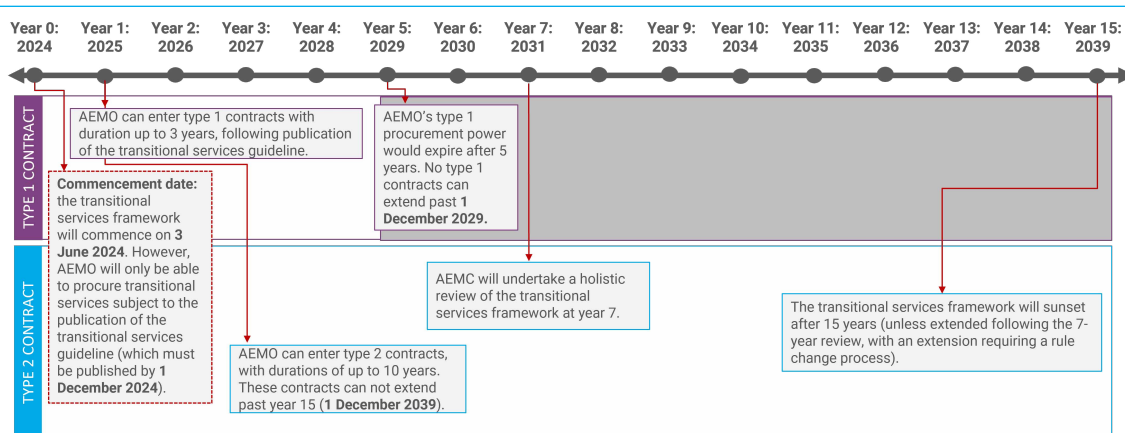 Year 0: Year 1: Year 2: Year 3: Year 4: Year 5: Year 6: Year 7: Year 8: Year 9: Year 10: Year 11: Year 12: Year 13: Year 14: Year 15:
2024 2025 2026 2027 2028 2029 2030 2031 2032 2033 2034 2035 2036 2037 2038 2039
TYPE 1 CONTRACT
AEMO can enter type 1 contracts with
duration up to 3 years, following publication
of the transitional services guideline.
AEMO’s type 1
procurement power
would expire after 5
years. No type 1
contracts can
extend past 1
December 2029.
Commencement date:
the transitional
services framework
will commence on 3
June 2024. However,
AEMO will only be able
to procure transitional
services subject to the
publication of the
transitional services
guideline (which must
be published by 1
December 2024).
TYPE 2 CONTRACT
AEMO can enter type 2 contracts,
with durations of up to 10 years.
These contracts can not extend
past year 15 (1 December 2039).
AEMC will undertake a holistic
review of the transitional
services framework at year 7.
The transitional services framework will sunset
after 15 years (unless extended following the 7-
year review, with an extension requiring a rule
change process).